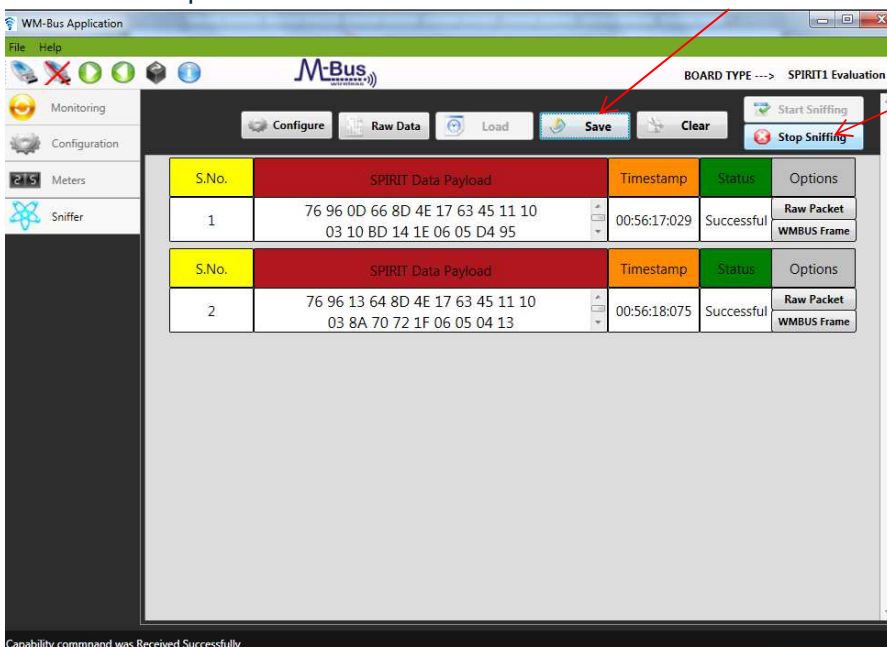 WM-Bus Application
File Help
M-Bus
wireless
BOARD TYPE ---> SPIRIT1 Evaluation
Monitoring
Configuration
Meters
Sniffer
Configure Raw Data Load Save Clear
Start Sniffing
Stop Sniffing
S.No. SPIRIT Data Payload Timestamp Status Options
1
76 96 0D 66 8D 4E 17 63 45 11 10
03 10 BD 14 1E 06 05 D4 95
00:56:17:029 Successful
Raw Packet
WMBUS Frame
S.No. SPIRIT Data Payload Timestamp Status Options
2
76 96 13 64 8D 4E 17 63 45 11 10
03 8A 70 72 1F 06 05 04 13
00:56:18:075 Successful
Raw Packet
WMBUS Frame
Capability commnand was Received Successfully